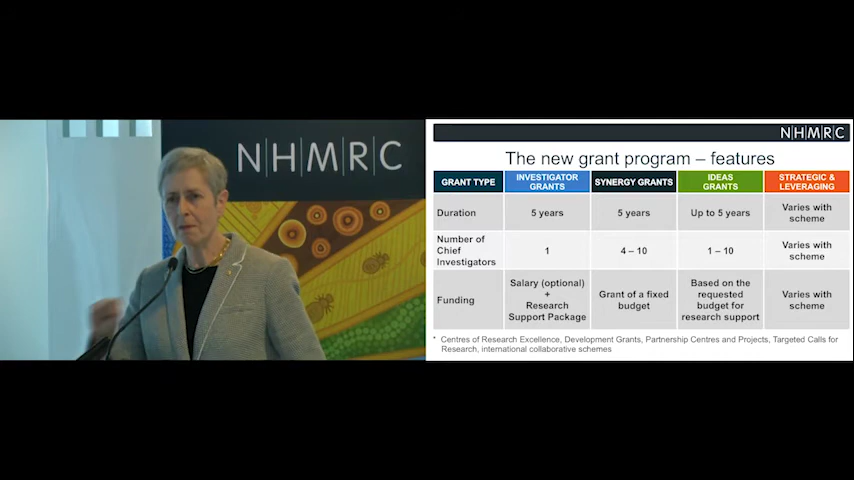 N|H|M|R|C
N|H|M|R|C
The new grant program – features
GRANT TYPE
INVESTIGATOR
GRANTS
SYNERGY GRANTS
IDEAS
GRANTS
STRATEGIC &
LEVERAGING
Duration
5 years
5 years
Up to 5 years
Varies with
scheme
Number of
Chief
Investigators
1
4 – 10
1 – 10
Varies with
scheme
Funding
Salary (optional)
+
Research
Support Package
Grant of a fixed
budget
Based on the
requested
budget for
research support
Varies with
scheme
* Centres of Research Excellence, Development Grants, Partnership Centres and Projects, Targeted Calls for
Research, international collaborative schemes